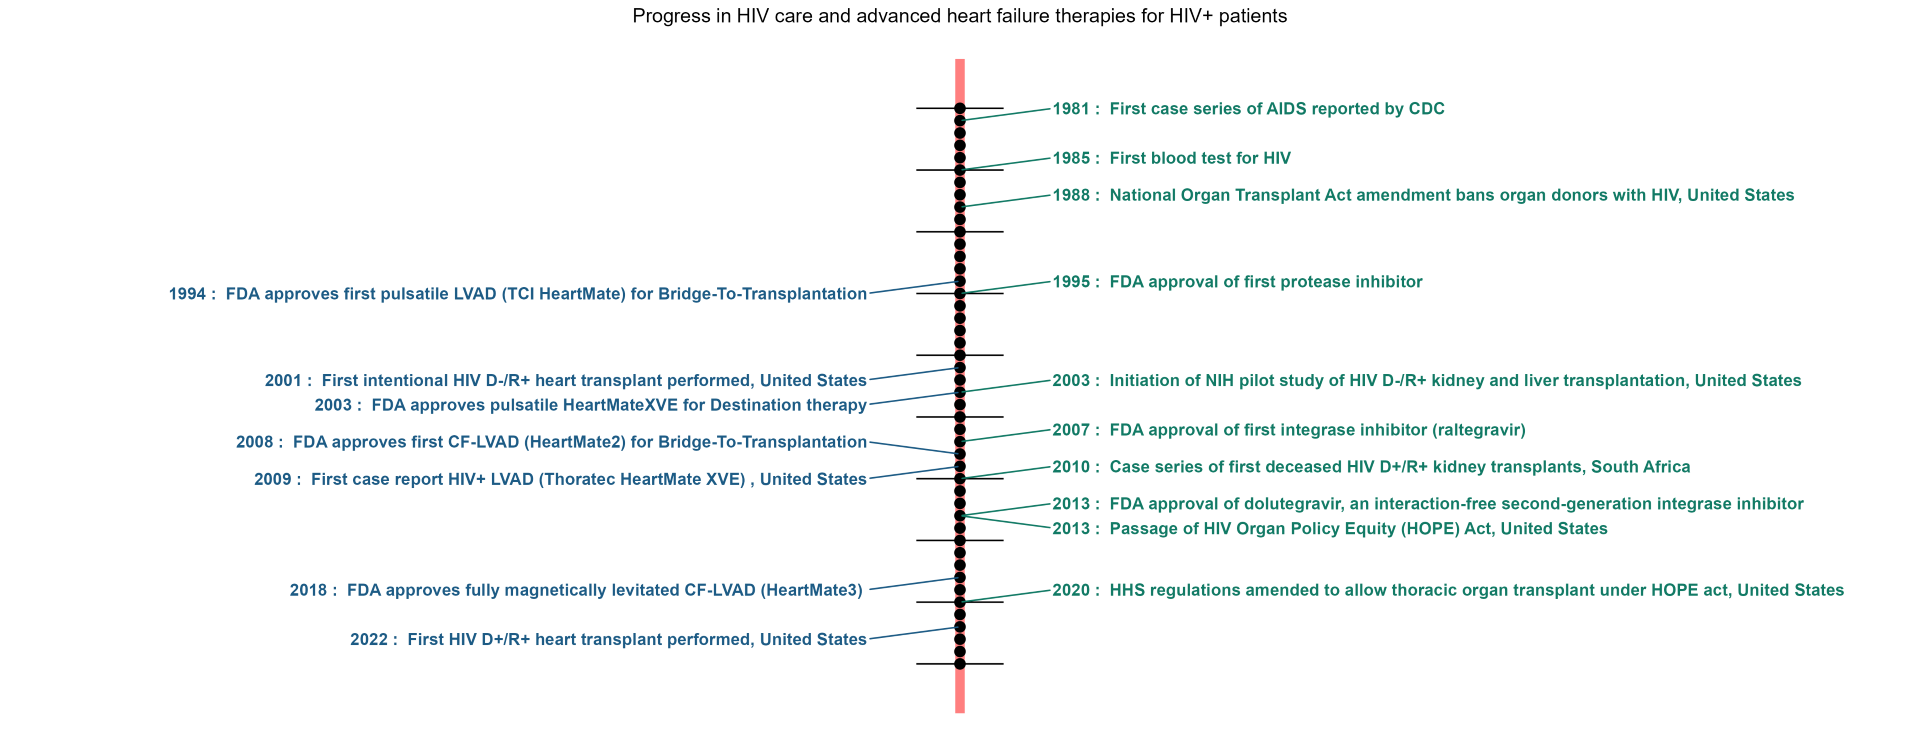 Progress in HIV care and advanced heart failure therapies for HIV+ patients
1981 : First case series of AIDS reported by CDC
1985 : First blood test for HIV
1988 : National Organ Transplant Act amendment bans organ donors with HIV, United States
1995 : FDA approval of first protease inhibitor
1994 : FDA approves first pulsatile LVAD (TCI HeartMate) for Bridge-To-Transplantation
2001 : First intentional HIV D-/R+ heart transplant performed, United States
2003 : Initiation of NIH pilot study of HIV D-/R+ kidney and liver transplantation, United States
2003 : FDA approves pulsatile HeartMateXVE for Destination therapy
2007 : FDA approval of first integrase inhibitor (raltegravir)
2008 : FDA approves first CF-LVAD (HeartMate2) for Bridge-To-Transplantation
2010 : Case series of first deceased HIV D+/R+ kidney transplants, South Africa
2009 : First case report HIV+ LVAD (Thoratec HeartMate XVE) , United States
2013 : FDA approval of dolutegravir, an interaction-free second-generation integrase inhibitor
2013 : Passage of HIV Organ Policy Equity (HOPE) Act, United States
2018 : FDA approves fully magnetically levitated CF-LVAD (HeartMate3)
2020 : HHS regulations amended to allow thoracic organ transplant under HOPE act, United States
2022 : First HIV D+/R+ heart transplant performed, United States